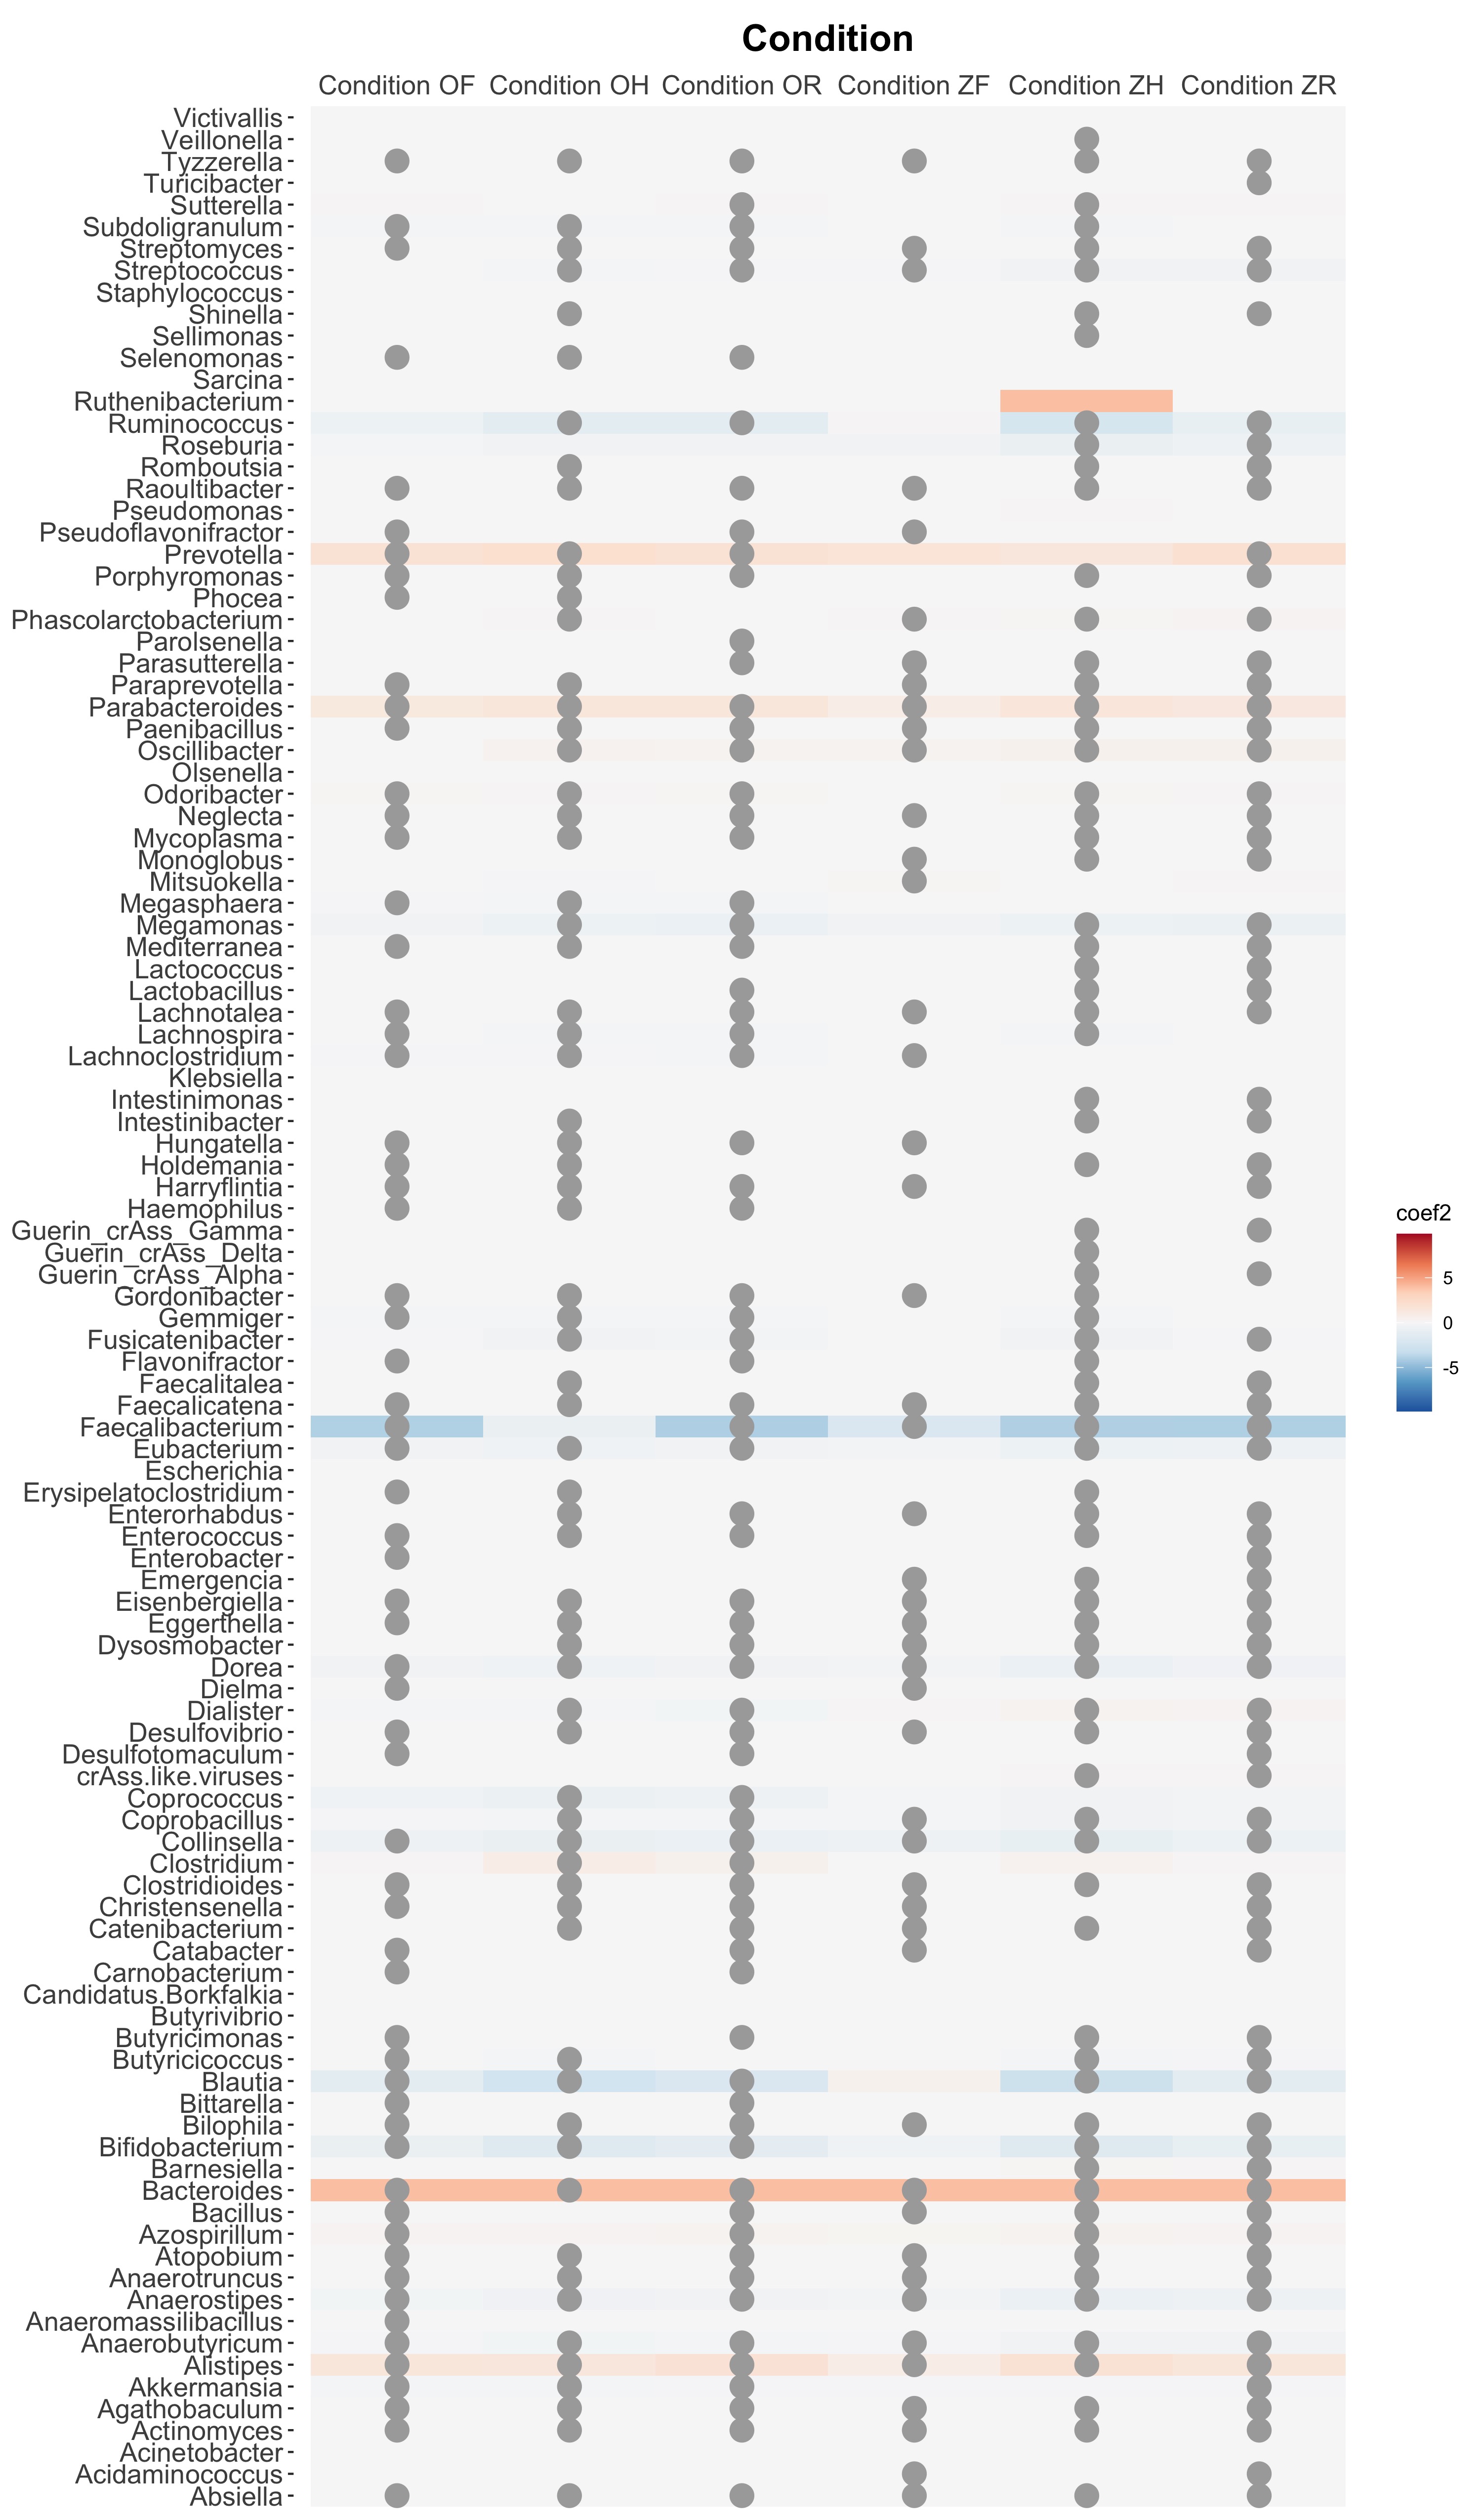 Condition
Condition OF Condition OH Condition OR Condition ZF Condition ZH Condition ZR
Victivallis
Veillonella
Tyzzerella
Turicibacter
Sutterella
Subdoligranulum
Streptomyces
Streptococcus
Staphylococcus
Shinella
Sellimonas
Selenomonas
Sarcina
Ruthenibacterium
Ruminococcus
Roseburia
Romboutsia
Raoultibacter
Pseudomonas
Pseudoflavonifractor
Prevotella
Porphyromonas
Phocea
Phascolarctobacterium
Parolsenella
Parasutterella
Paraprevotella
Parabacteroides
Paenibacillus
Oscillibacter
Olsenella
Odoribacter
Neglecta
Mycoplasma
Monoglobus
Mitsuokella
Megasphaera
Megamonas
Mediterranea
Lactococcus
Lactobacillus
Lachnotalea
Lachnospira
Lachnoclostridium
Klebsiella
Intestinimonas
Intestinibacter
Hungatella
Holdemania
Harryflintia
Haemophilus
Guerin_crAss_Gamma
Guerin_crAss_Delta
Guerin_crAss_Alpha
Gordonibacter
Gemmiger
Fusicatenibacter
Flavonifractor
Faecalitalea
Faecalicatena
Faecalibacterium
Eubacterium
Escherichia
Erysipelatoclostridium
Enterorhabdus
Enterococcus
Enterobacter
Emergencia
Eisenbergiella
Eggerthella
Dysosmobacter
Dorea
Dielma
Dialister
Desulfovibrio
Desulfotomaculum
crAss.like.viruses
Coprococcus
Coprobacillus
Collinsella
Clostridium
Clostridioides
Christensenella
Catenibacterium
Catabacter
Carnobacterium
Candidatus.Borkfalkia
Butyrivibrio
Butyricimonas
Butyricicoccus
Blautia
Bittarella
Bilophila
Bifidobacterium
Barnesiella
Bacteroides
Bacillus
Azospirillum
Atopobium
Anaerotruncus
Anaerostipes
Anaeromassilibacillus
Anaerobutyricum
Alistipes
Akkermansia
Agathobaculum
Actinomyces
Acinetobacter
Acidaminococcus
Absiella
coef2
5
0
-5